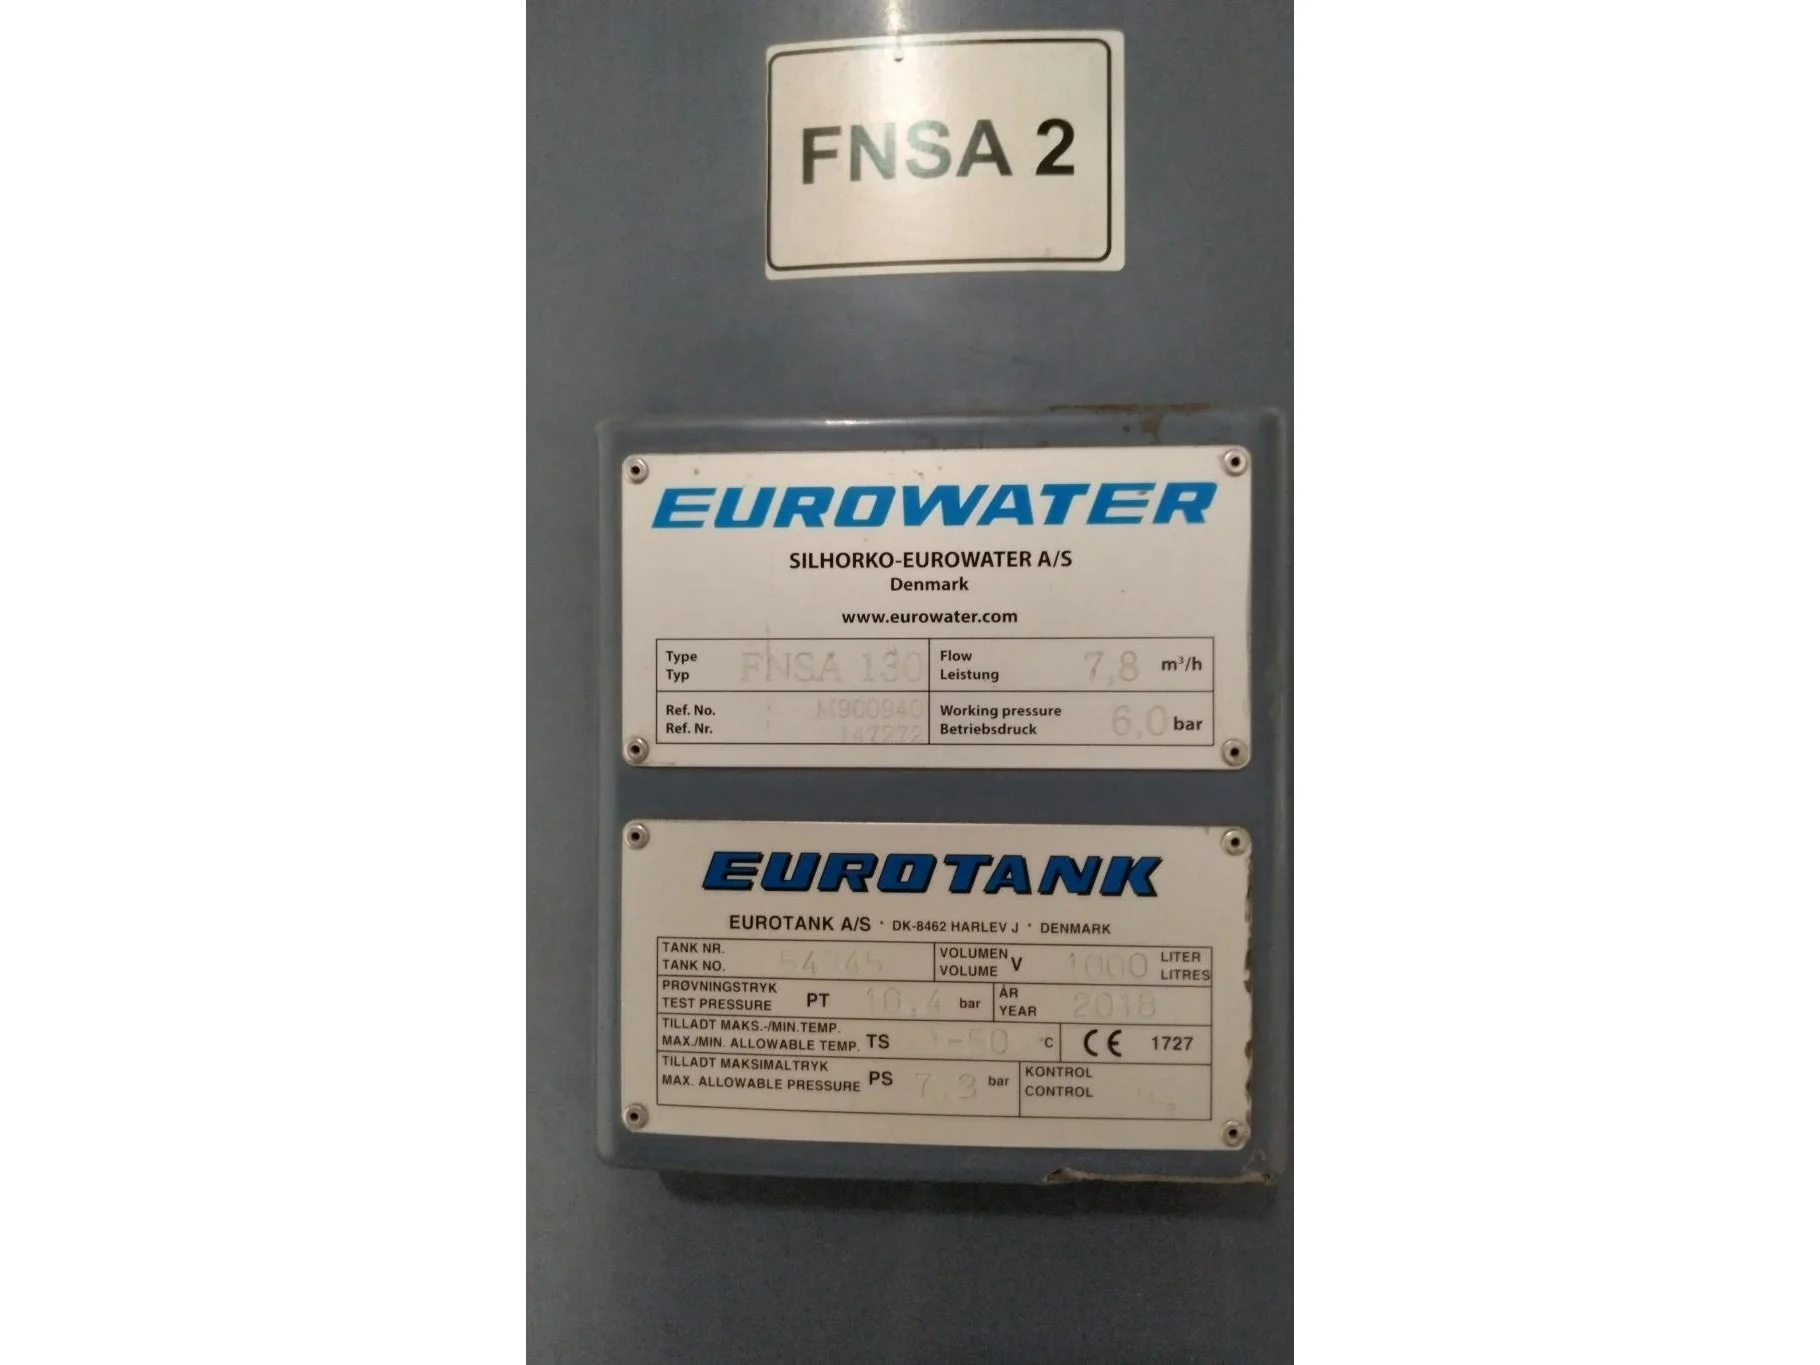 FNSA 2
EUROWATER
SILHORKO-EUROWATER A/S
Denmark
www.eurowater.com
Type
Typ
FNSA 130
Flow
Leistung
7,8 m³/h
Ref. No.
Ref. Nr.
M900940
147272
Working pressure
Betriebsdruck
6,0 bar
EUROTANK
EUROTANK A/S · DK-8462 HARLEV J · DENMARK
TANK NR.
TANK NO.
VOLUMEN
VOLUME
V 1000
LITER
LITRES
PRØVNINGSTRYK
TEST PRESSURE
PT 10,4 bar
ÅR
YEAR
2018
TILLADT MAKS.-/MIN.TEMP.
MAX./MIN. ALLOWABLE TEMP.
TS 1-50 °C
CE 1727
TILLADT MAKSIMALTRYK
MAX. ALLOWABLE PRESSURE
PS 7,3 bar
KONTROL
CONTROL